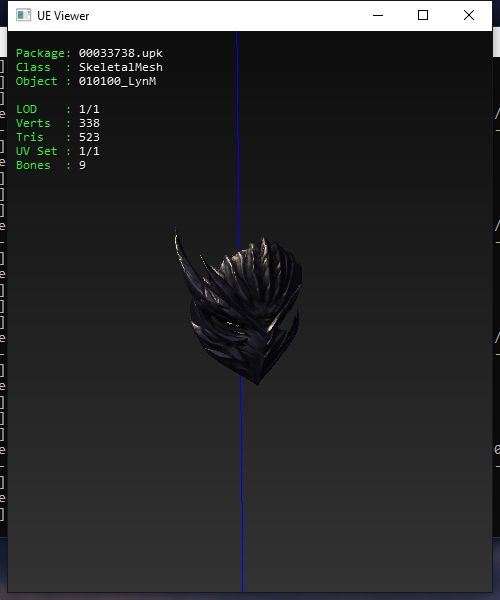 UE Viewer
Package: 00033738.upk
Class : SkeletalMesh
Object : 010100_LynM
LOD : 1/1
Verts : 338
Tris : 523
UV Set : 1/1
Bones : 9